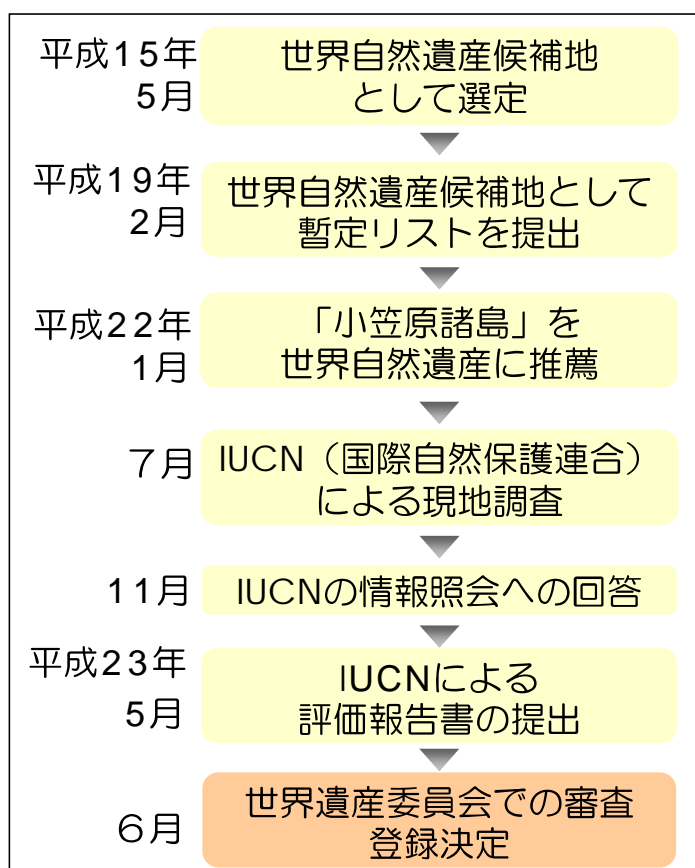 平成15年
5月
世界自然遺産候補地
として選定
平成19年
2月
世界自然遺産候補地として
暫定リストを提出
平成22年
1月
「小笠原諸島」を
世界自然遺産に推薦
7月
IUCN（国際自然保護連合）
による現地調査
11月
IUCNの情報照会への回答
平成23年
5月
IUCNによる
評価報告書の提出
6月
世界遺産委員会での審査
登録決定